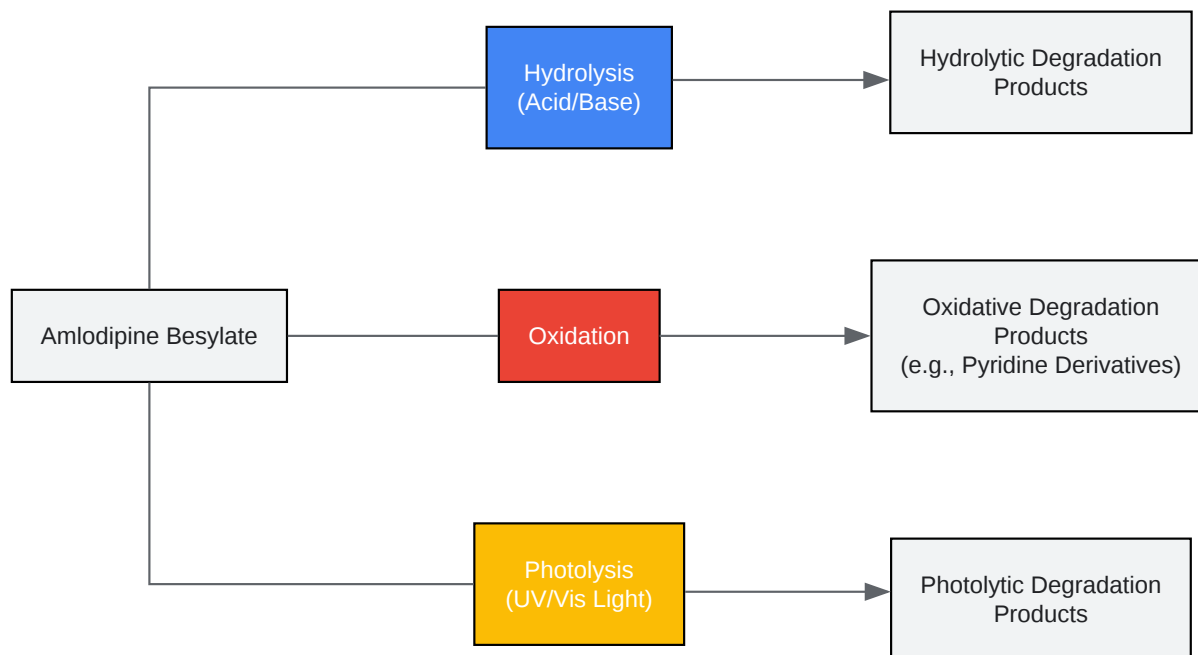 Hydrolysis
(Acid/Base)
Hydrolytic Degradation
Products
Amlodipine Besylate
Oxidation
Oxidative Degradation
Products
(e.g., Pyridine Derivatives)
Photolysis
(UV/Vis Light)
Photolytic Degradation
Products